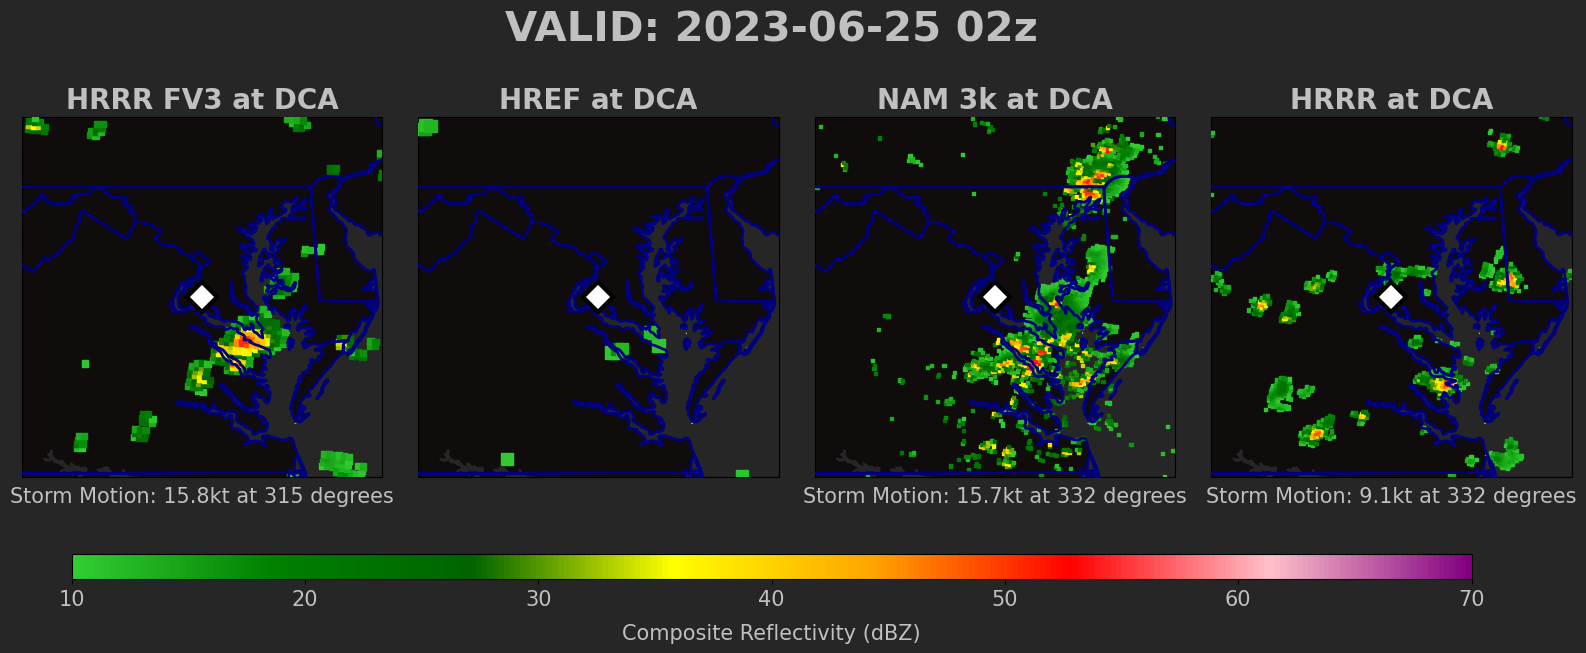 VALID: 2023-06-25 02z
HRRR FV3 at DCA
HREF at DCA
NAM 3k at DCA
HRRR at DCA
Storm Motion: 15.8kt at 315 degrees
Storm Motion: 15.7kt at 332 degrees
Storm Motion: 9.1kt at 332 degrees
10 20 30 40 50 60 70
Composite Reflectivity (dBZ)